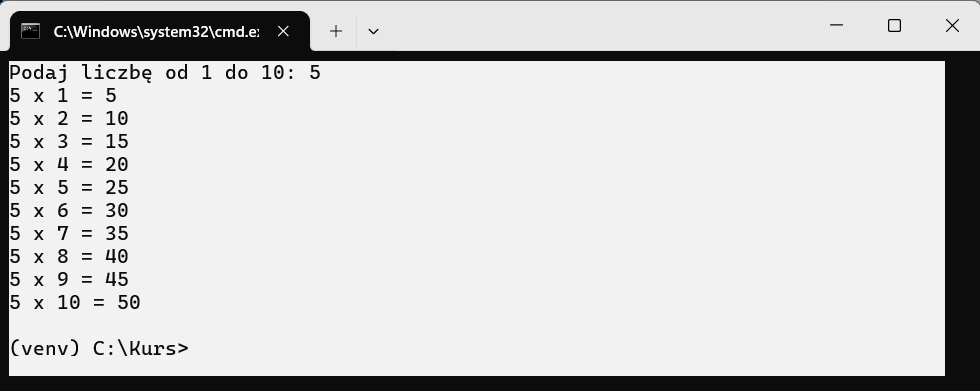 C:\Windows\system32\cmd.e
Podaj liczbę od 1 do 10: 5
5 x 1 = 5
5 x 2 = 10
5 x 3 = 15
5 x 4 = 20
5 x 5 = 25
5 x 6 = 30
5 x 7 = 35
5 x 8 = 40
5 x 9 = 45
5 x 10 = 50
(venv) C:\Kurs>